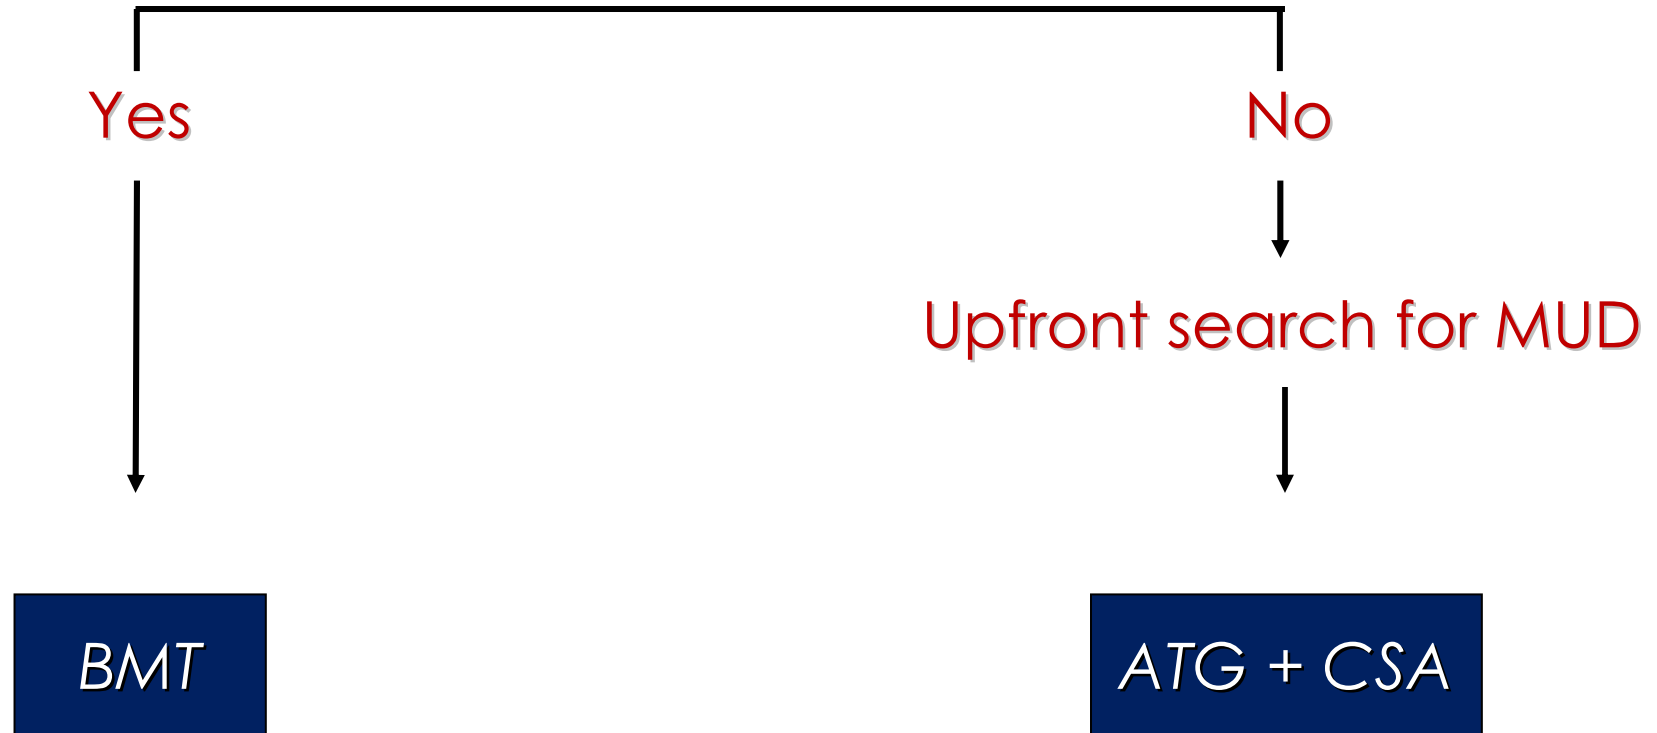 Yes
No
Upfront search for MUD
BMT
ATG + CSA